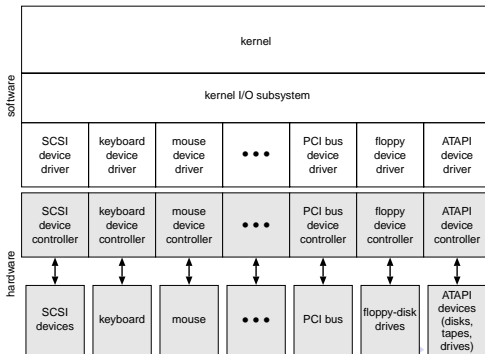 kernel
software
kernel I/O subsystem
SCSI
device
driver
keyboard
device
driver
mouse
device
driver
•••
PCI bus
device
driver
floppy
device
driver
ATAPI
device
driver
hardware
SCSI
device
controller
keyboard
device
controller
mouse
device
controller
•••
PCI bus
device
controller
floppy
device
controller
ATAPI
device
controller
SCSI
devices
keyboard
mouse
•••
PCI bus
floppy-disk
drives
ATAPI
devices
(disks,
tapes,
drives)